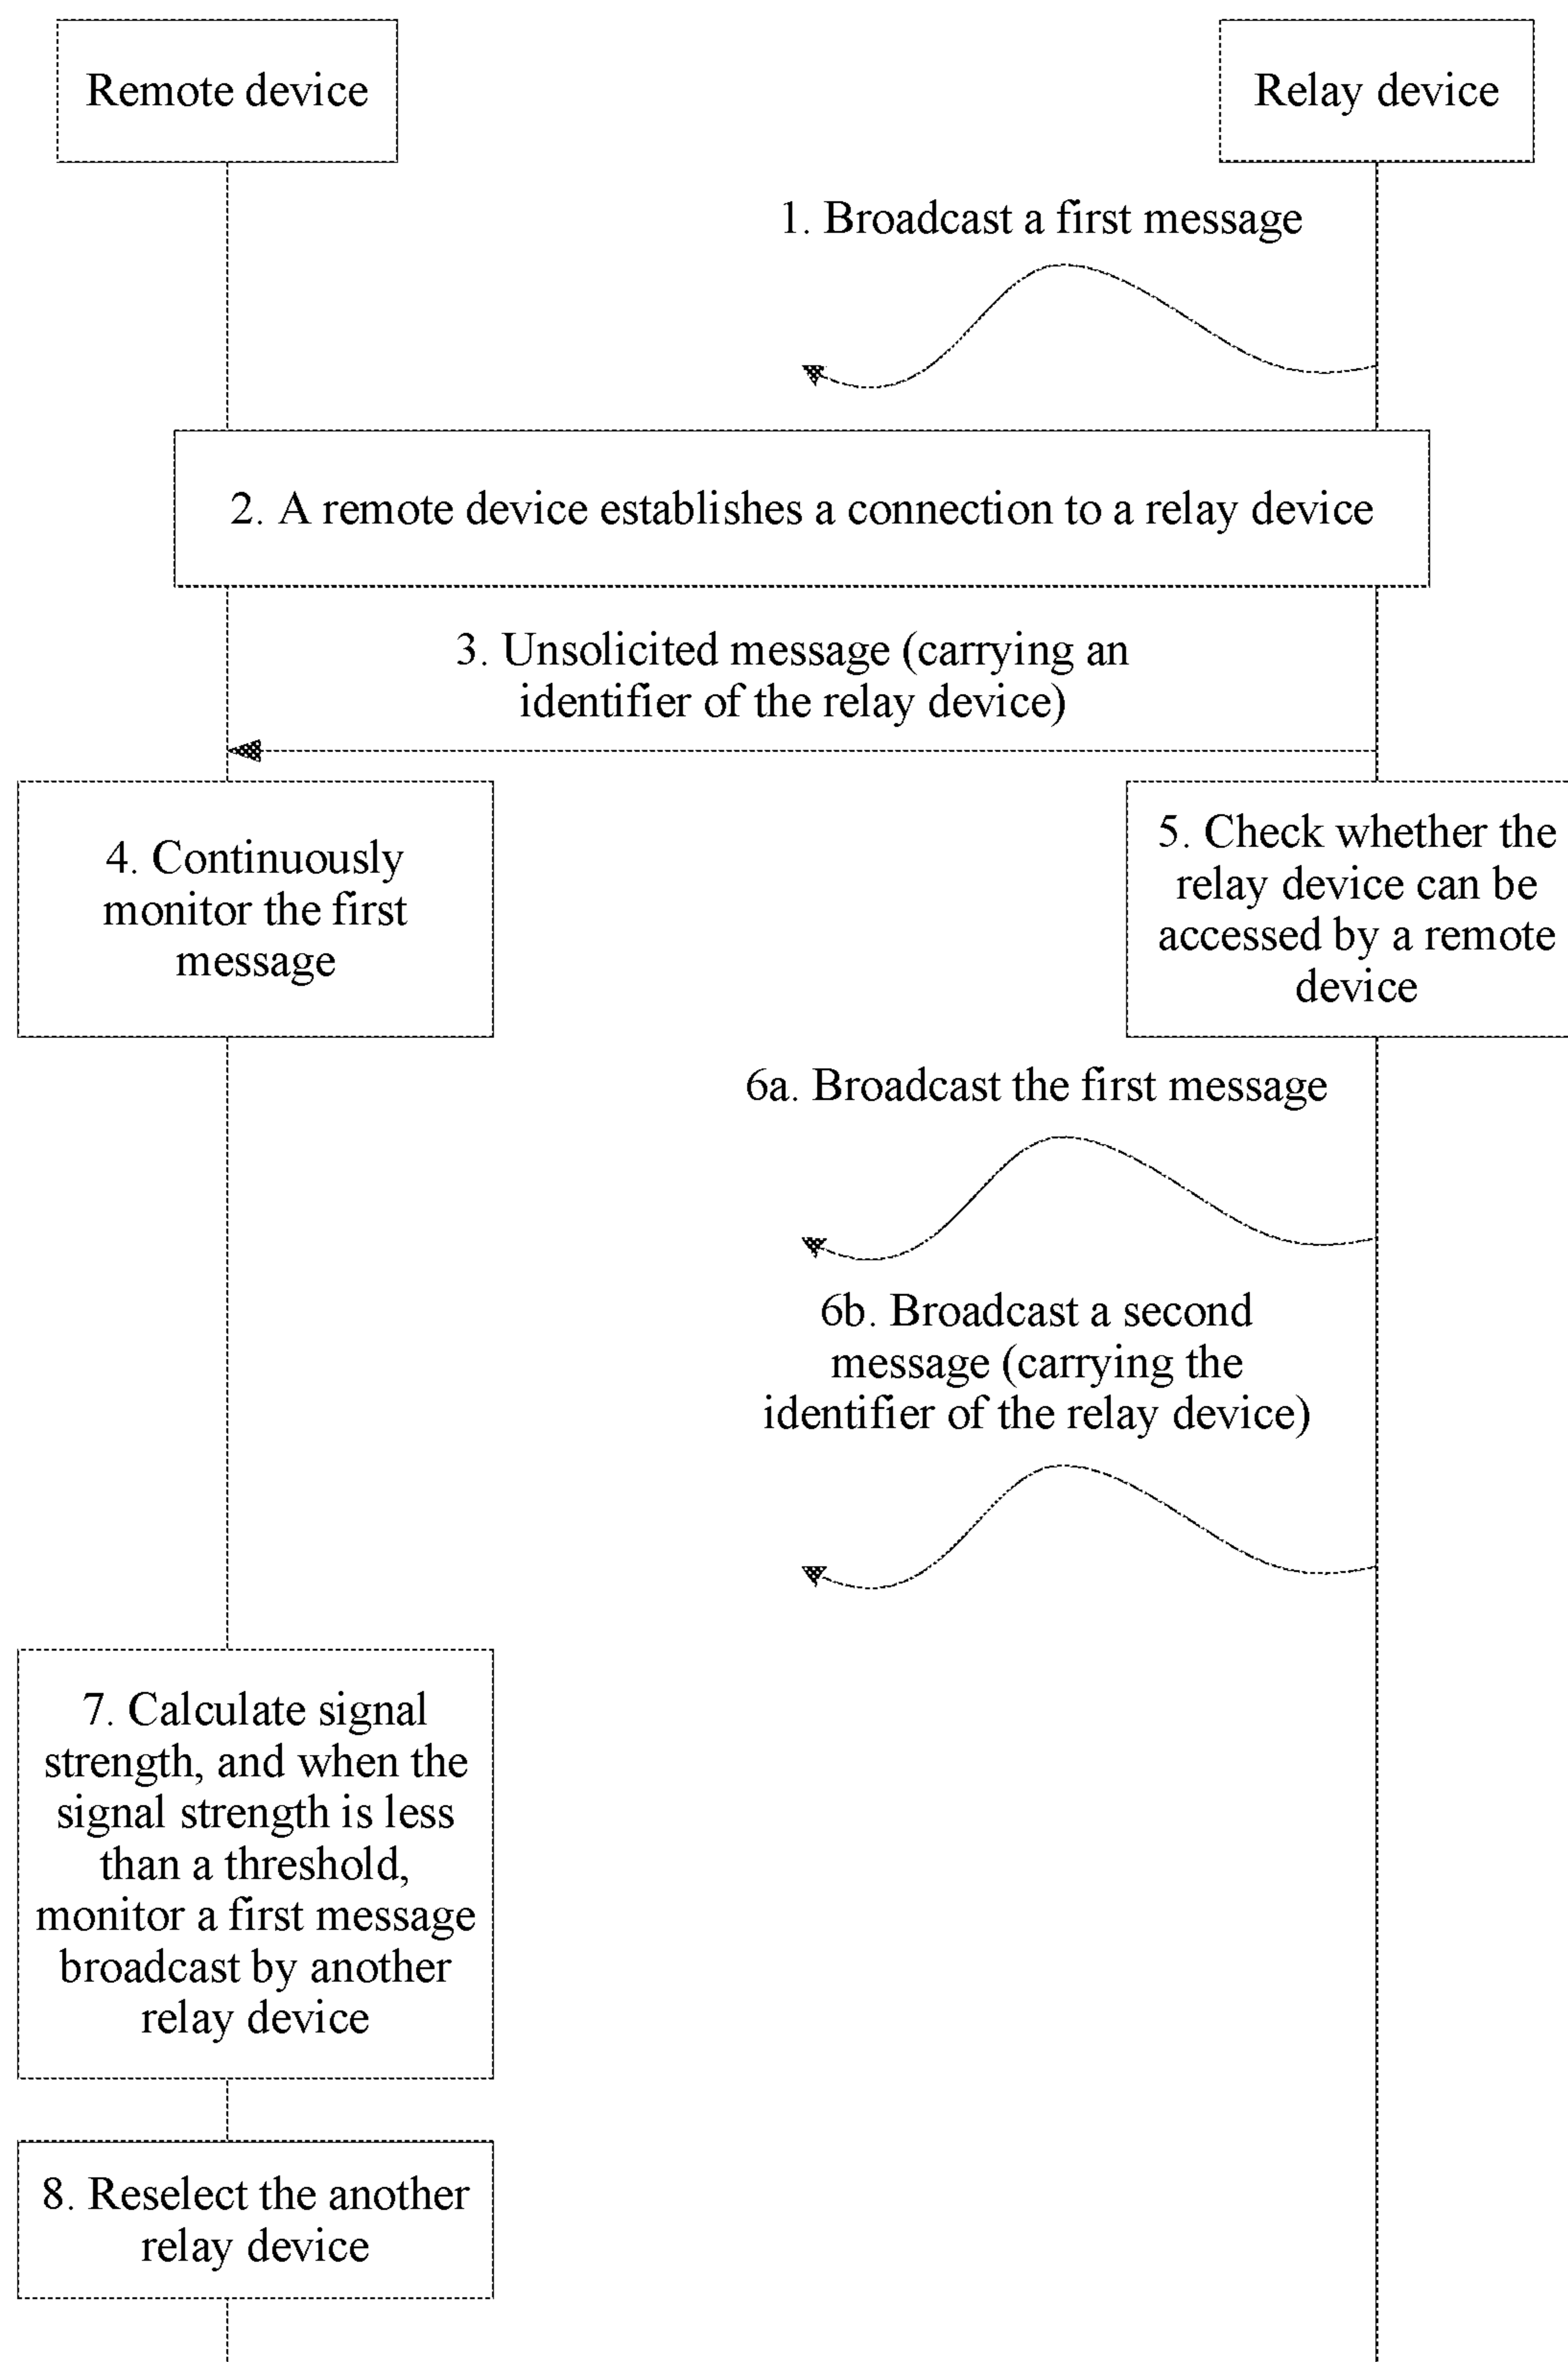 Remote device
Relay device
1. Broadcast a first message
2. A remote device establishes a connection to a relay device
3. Unsolicited message (carrying an
identifier of the relay device)
4. Continuously
monitor the first
message
5. Check whether the
relay device can be
accessed by a remote
device
6a. Broadcast the first message
6b. Broadcast a second
message (carrying the
identifier of the relay device)
7. Calculate signal
strength, and when the
signal strength is less
than a threshold,
monitor a first message
broadcast by another
relay device
8. Reselect the another
relay device